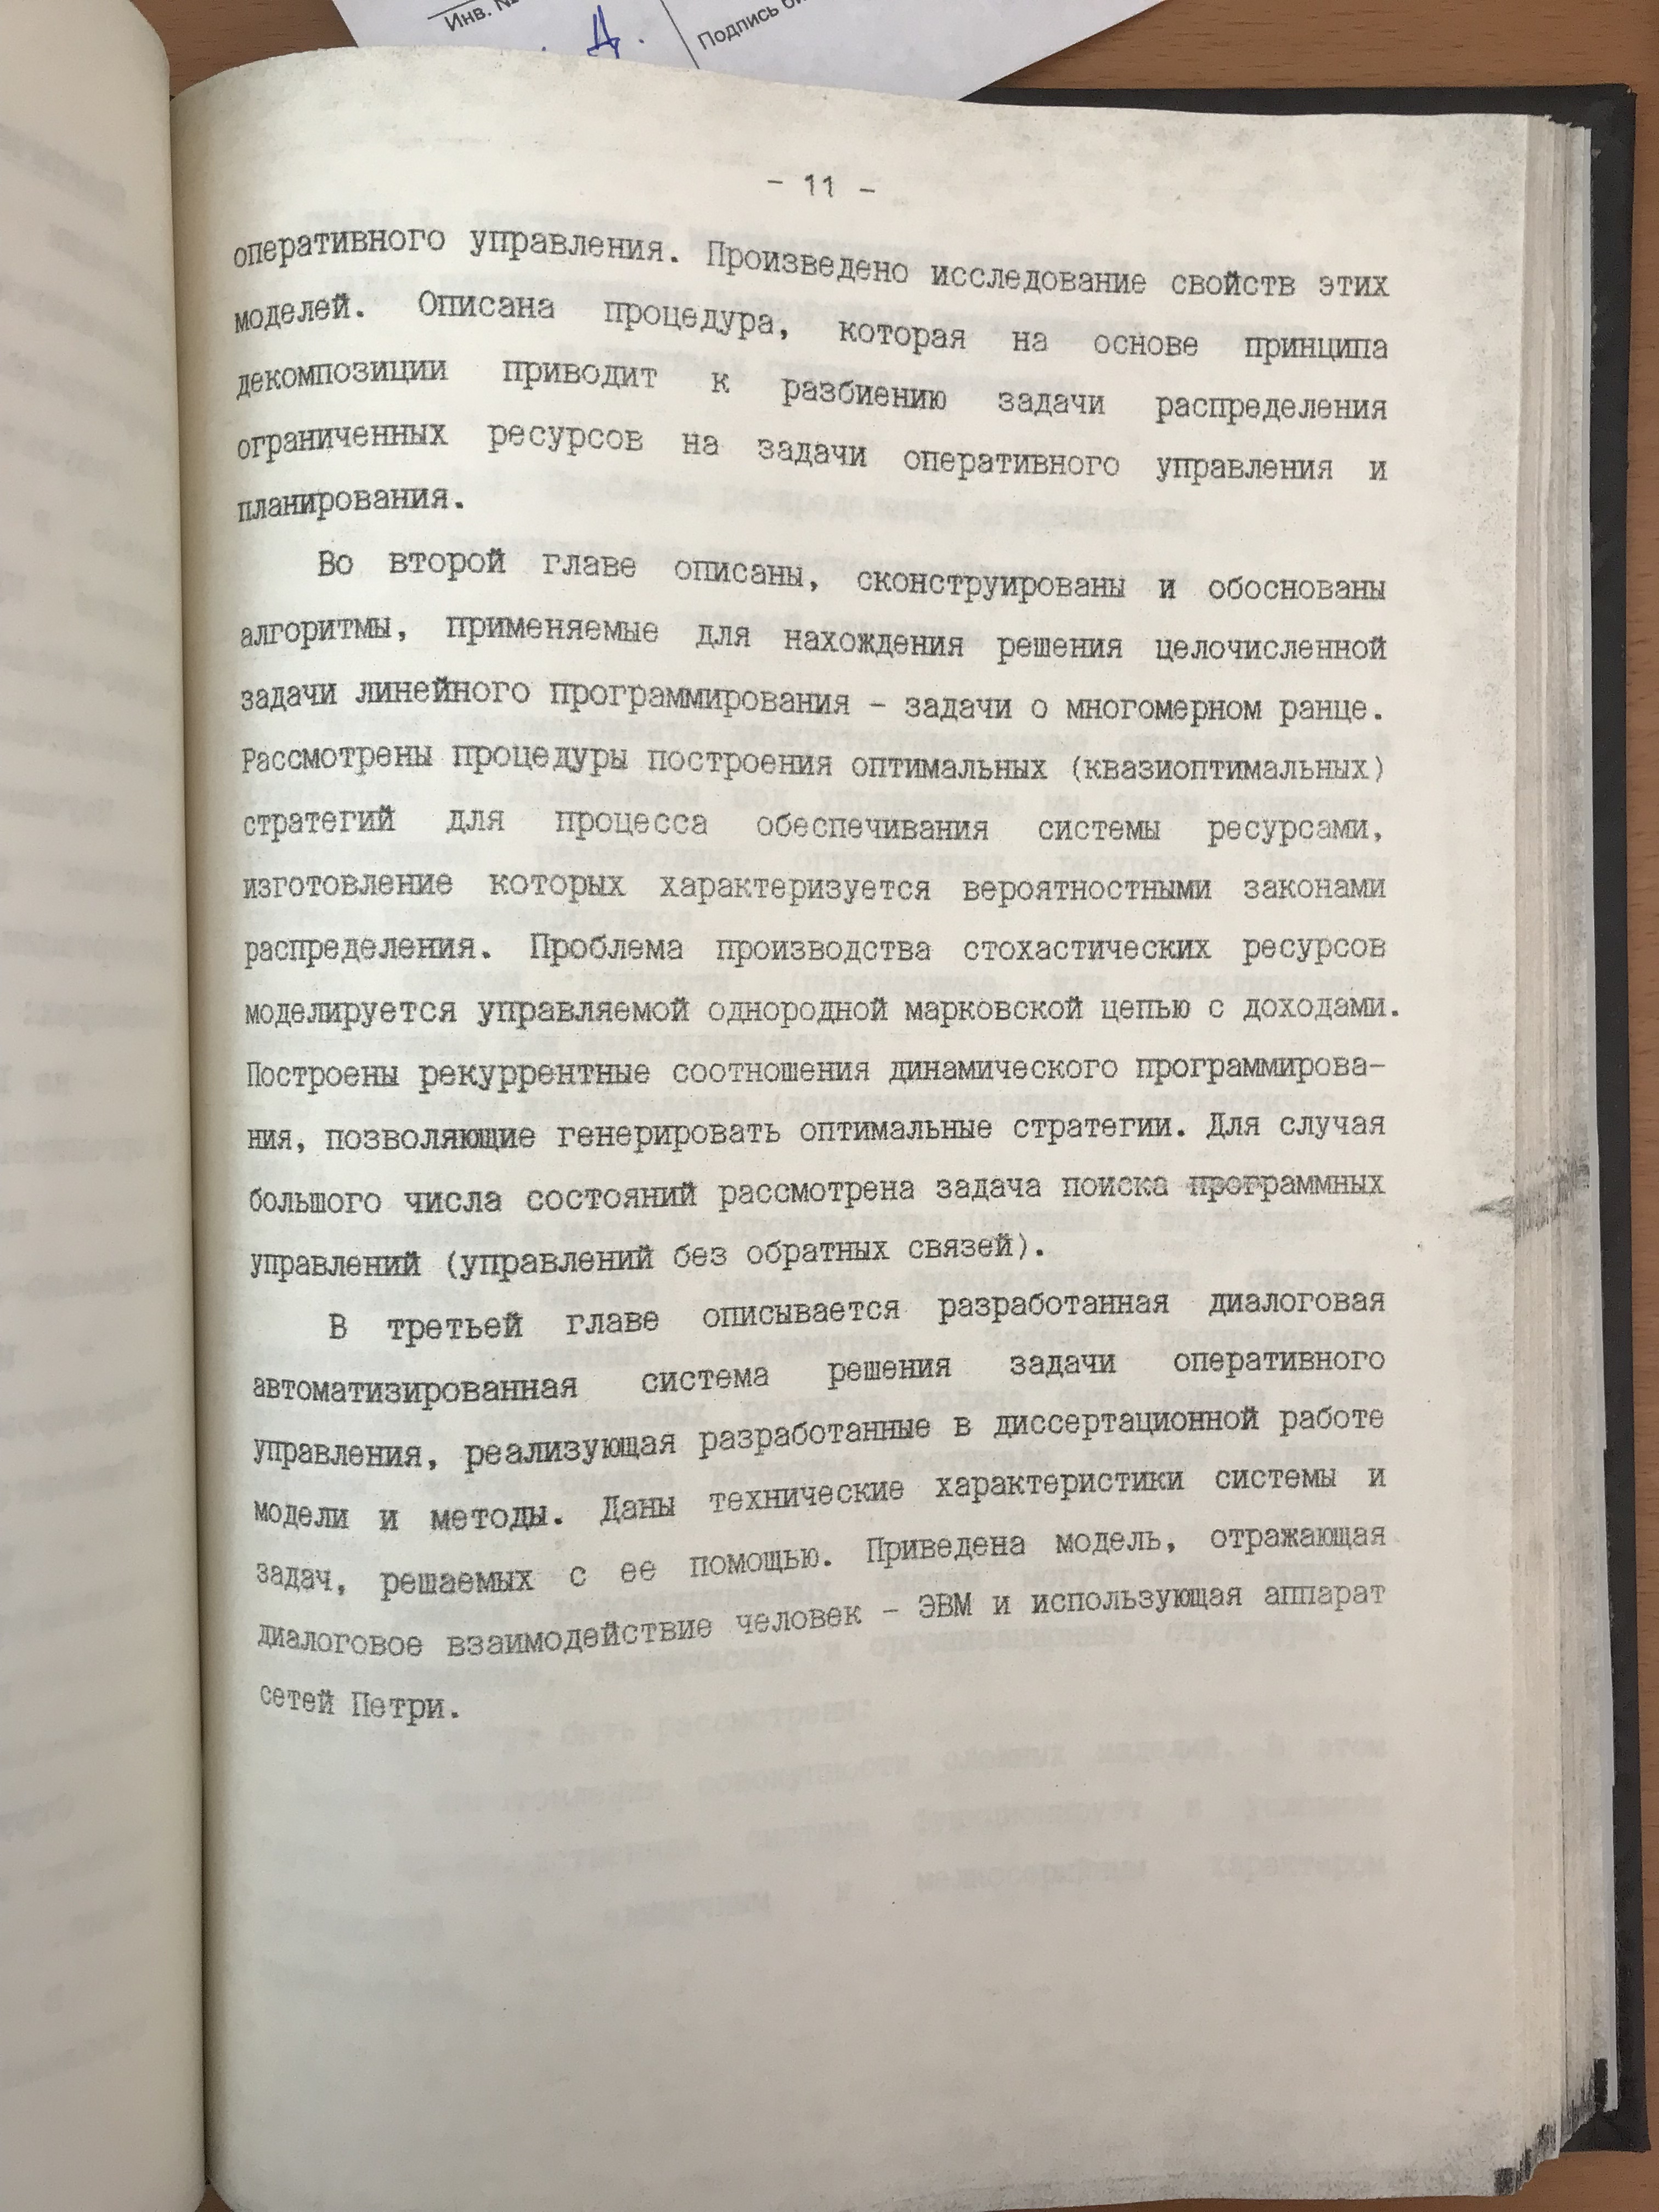 Инв. №
Подпись
- 11 -
оперативного управления. Произведено исследование свойств этих
моделей. Описана процедура, которая на основе принципа
декомпозиции приводит к разбиению задачи распределения
ограниченных ресурсов на задачи оперативного управления и
планирования.
Во второй главе описаны, сконструированы и обоснованы
алгоритмы, применяемые для нахождения решения целочисленной
задачи линейного программирования - задачи о многомерном ранце.
Рассмотрены процедуры построения оптимальных (квазиоптимальных)
стратегий для процесса обеспечивания системы ресурсами,
изготовление которых характеризуется вероятностными законами
распределения. Проблема производства стохастических ресурсов
моделируется управляемой однородной марковской цепью с доходами.
Построены рекуррентные соотношения динамического программирова-
ния, позволяющие генерировать оптимальные стратегии. Для случая
большого числа состояний рассмотрена задача поиска программных
управлений (управлений без обратных связей).
В третьей главе описывается разработанная диалоговая
автоматизированная система решения задачи оперативного
управления, реализующая разработанные в диссертационной работе
модели и методы. Даны технические характеристики системы и
задач, решаемых с ее помощью. Приведена модель, отражающая
диалоговое взаимодействие человек - ЭВМ и использующая аппарат
сетей Петри.